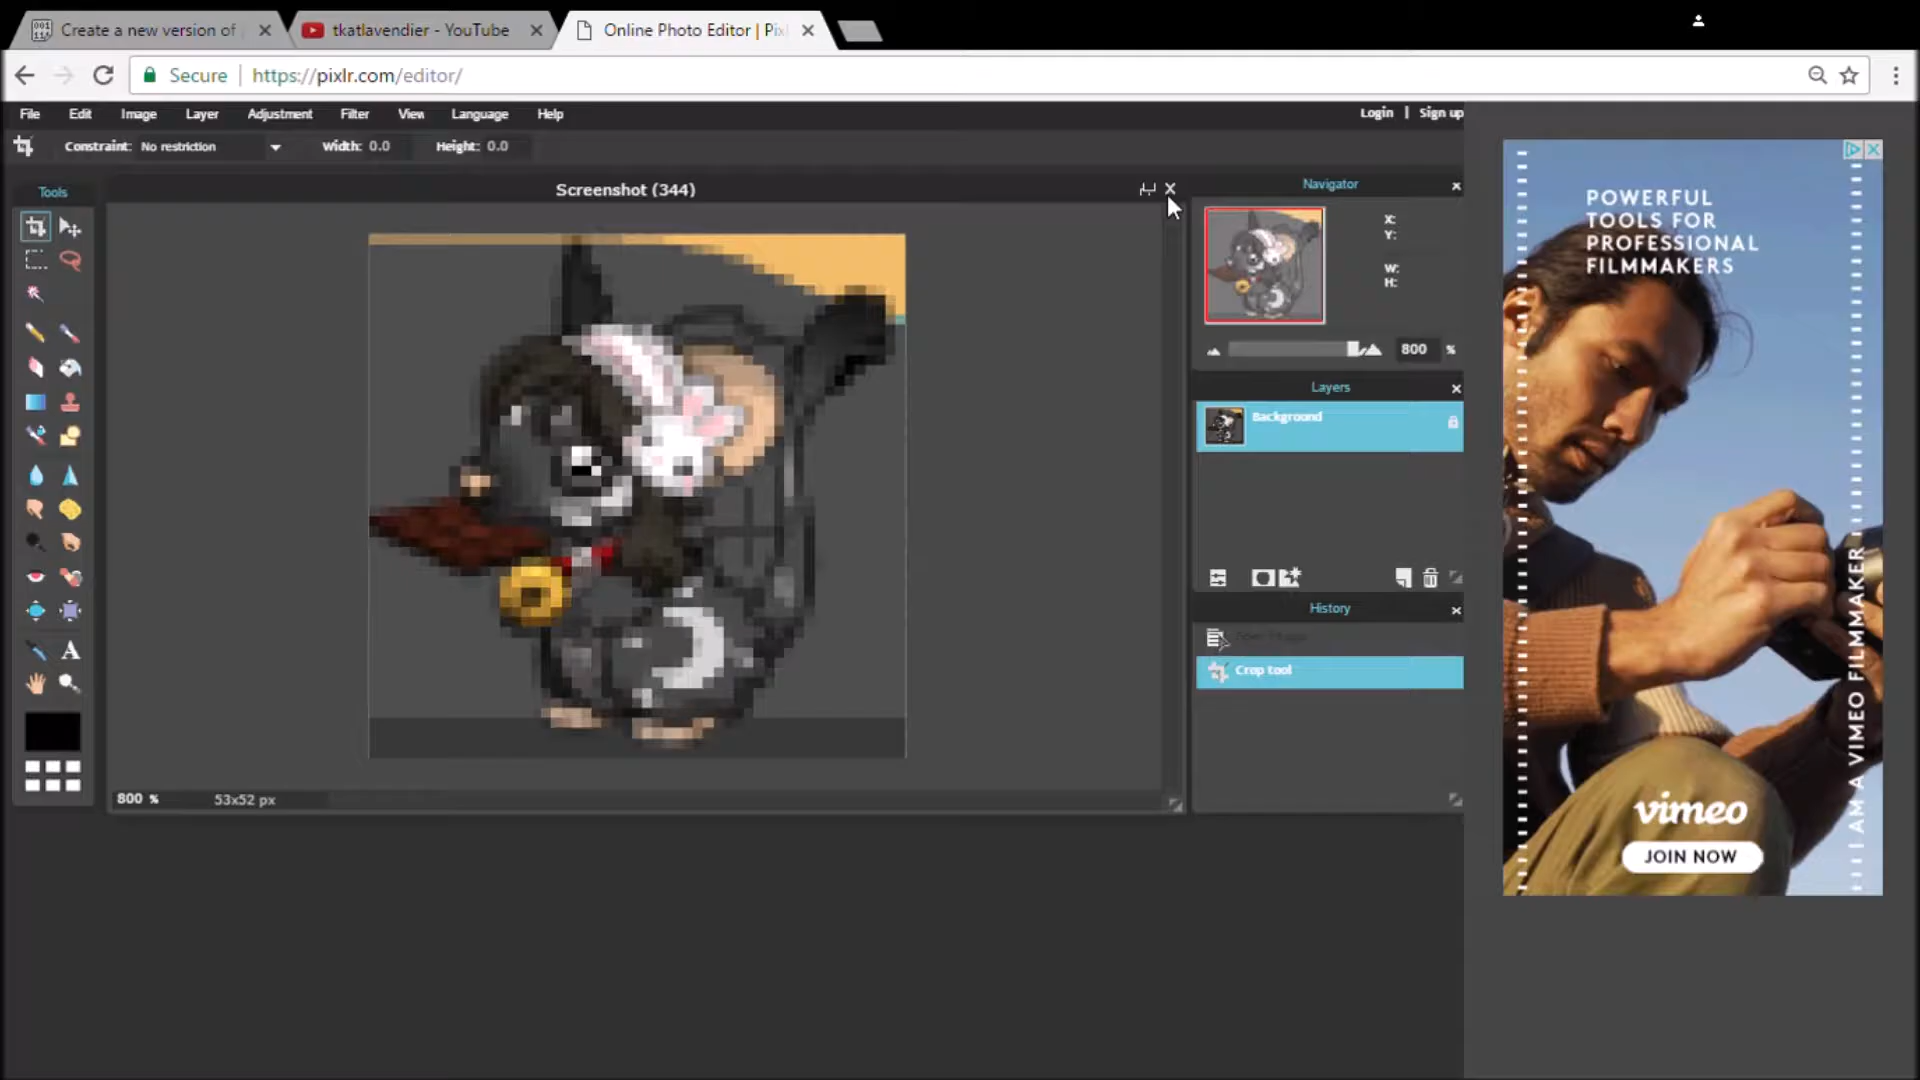 Create a new version of
tkatlavendier - YouTube
Online Photo Editor | Pix
Secure
https://pixlr.com/editor/
File Edit Image Layer Adjustment Filter View Language Help
Login | Sign up
Constraint: No restriction Width: 0.0 Height: 0.0
Tools
Screenshot (344)
Navigator
X:
Y:
W:
H:
800 %
Layers
Background
History
Crop tool
800 % 53x52 px
POWERFUL
TOOLS FOR
PROFESSIONAL
FILMMAKERS
I AM A VIMEO FILMMAKER
vimeo
JOIN NOW